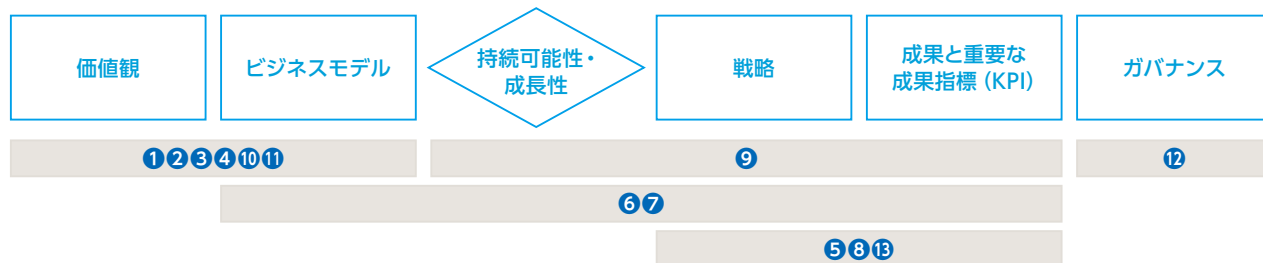 価値観
ビジネスモデル
持続可能性・
成長性
戦略
成果と重要な
成果指標（KPI）
ガバナンス
❶❷❸❹❿⓫
❾
⓬
❻❼
❺❽⓭